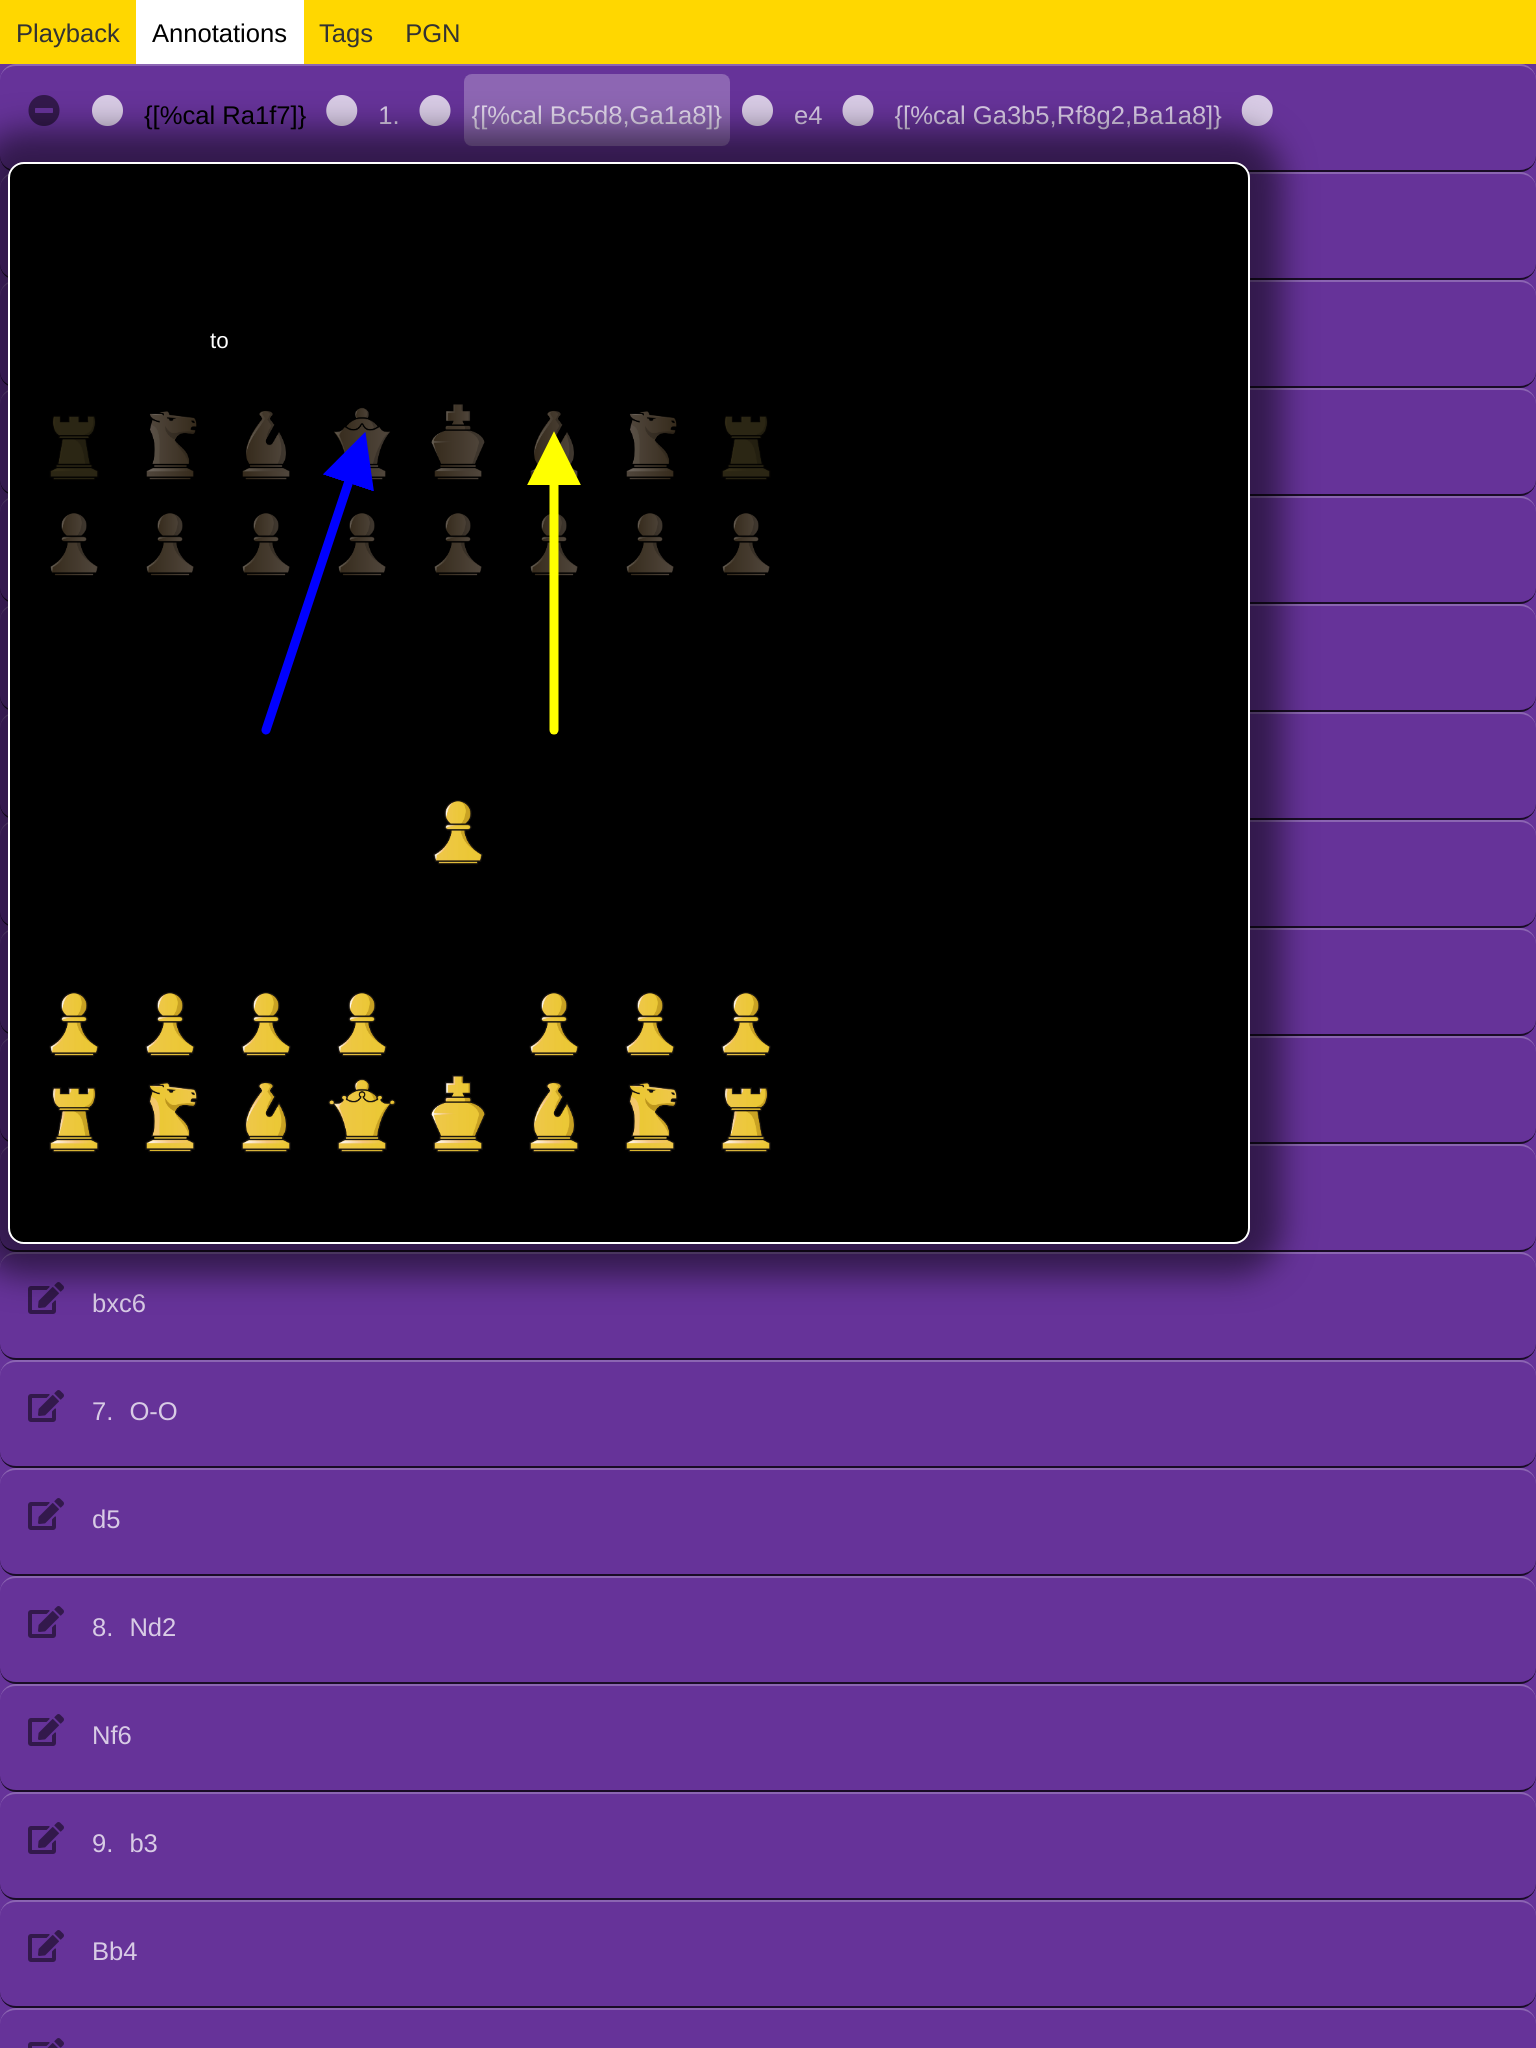 Playback Annotations Tags PGN
{[%cal Ra1f7]} 1. {[%cal Bc5d8,Ga1a8]} e4 {[%cal Ga3b5,Rf8g2,Ba1a8]}
to
bxc6
7. O-O
d5
8. Nd2
Nf6
9. b3
Bb4